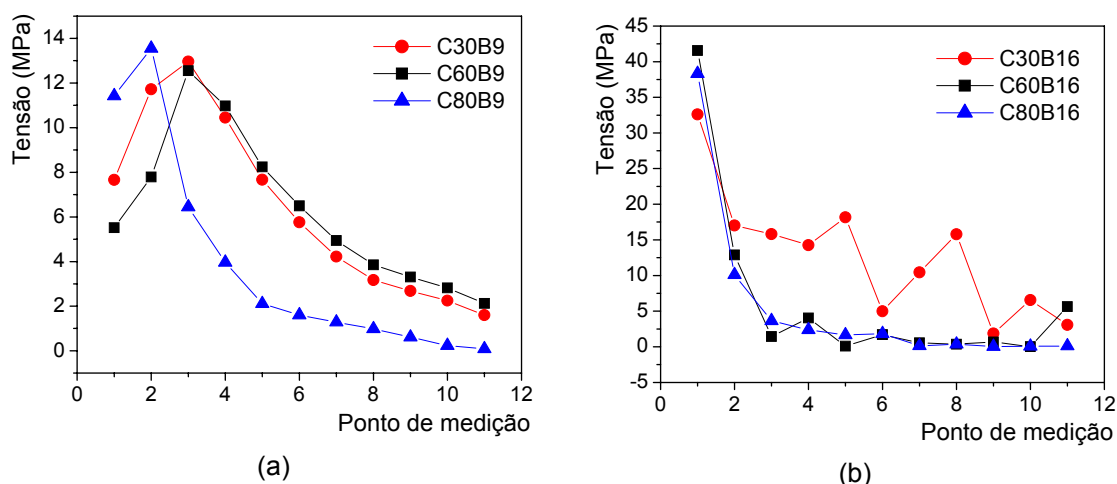 14
12
10
8
6
4
2
0
Tensão (MPa)
C30B9
C60B9
C80B9
0 2 4 6 8 10 12
Ponto de medição
(a)
45
40
35
30
25
20
15
10
5
0
-5
Tensão (MPa)
C30B16
C60B16
C80B16
0 2 4 6 8 10 12
Ponto de medição
(b)